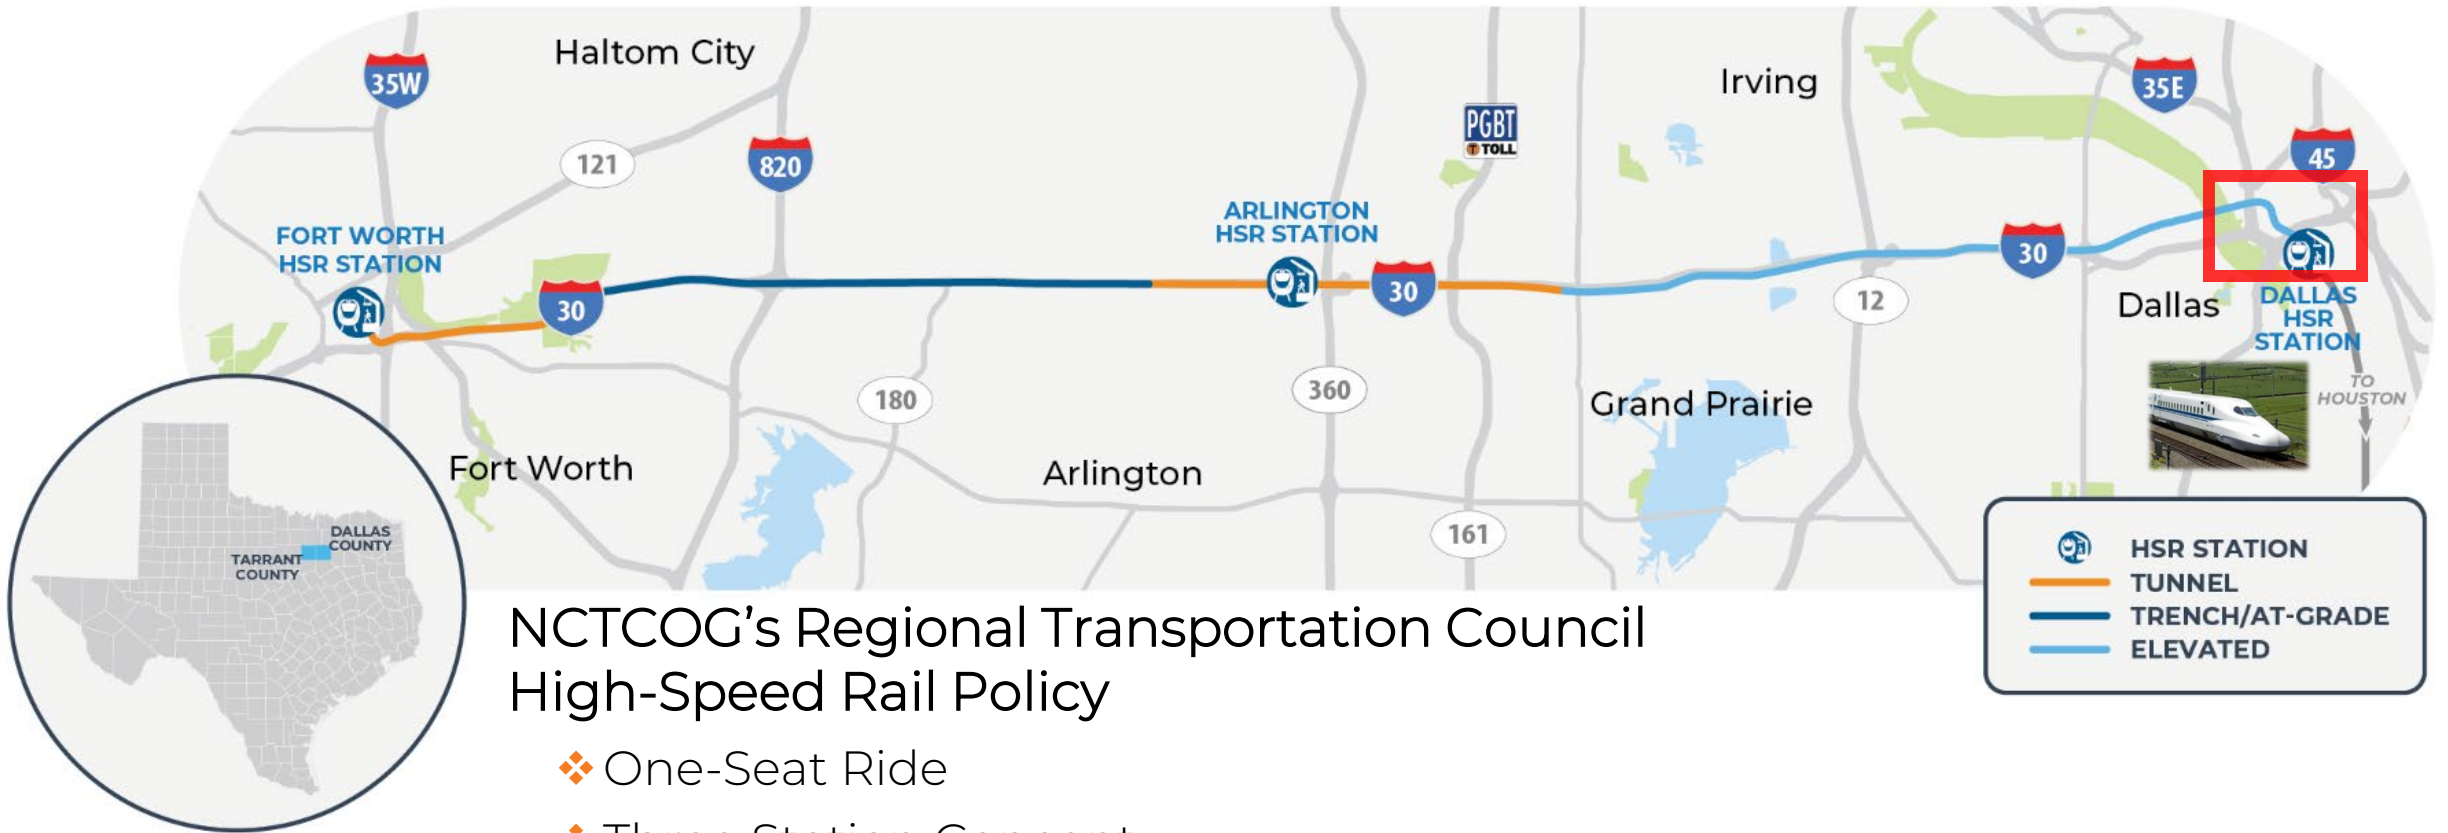 Haltom City
35W
121
820
FORT WORTH
HSR STATION
30
ARLINGTON
HSR STATION
30
PGBT
TOLL
Irving
35E
45
30
12
Dallas
DALLAS
HSR
STATION
TO
HOUSTON
180
360
Grand Prairie
Fort Worth
Arlington
161
DALLAS
COUNTY
TARRANT
COUNTY
HSR STATION
TUNNEL
TRENCH/AT-GRADE
ELEVATED
NCTCOG’s Regional Transportation Council
High-Speed Rail Policy
❖ One-Seat Ride